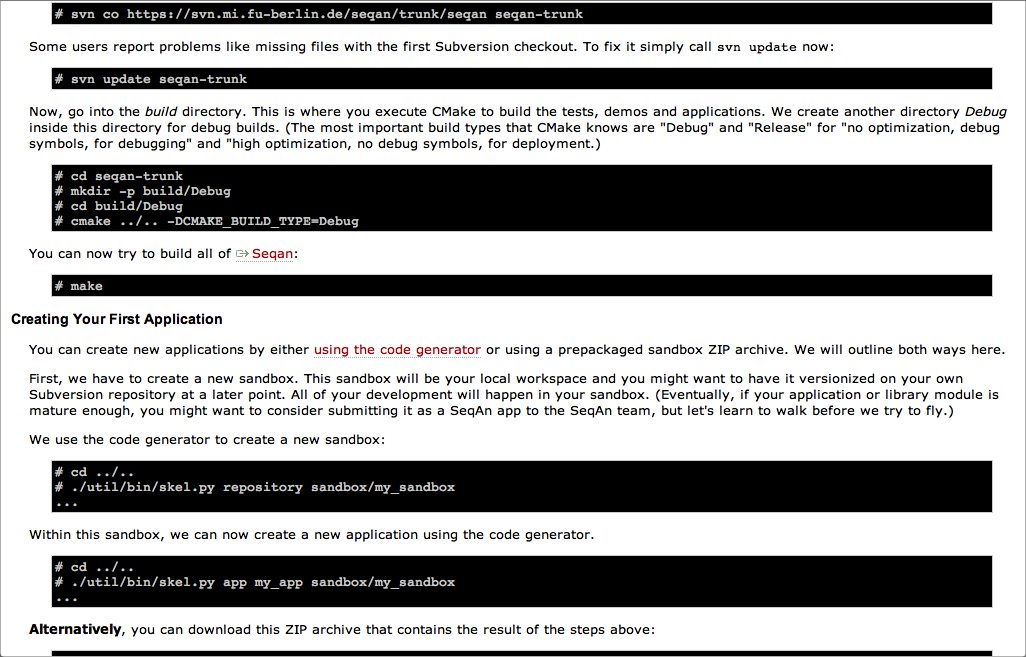 # svn co https://svn.mi.fu-berlin.de/seqan/trunk/seqan seqan-trunk
Some users report problems like missing files with the first Subversion checkout. To fix it simply call svn update now:
# svn update seqan-trunk
Now, go into the build directory. This is where you execute CMake to build the tests, demos and applications. We create another directory Debug
inside this directory for debug builds. (The most important build types that CMake knows are "Debug" and "Release" for "no optimization, debug
symbols, for debugging" and "high optimization, no debug symbols, for deployment.)
# cd seqan-trunk
# mkdir -p build/Debug
# cd build/Debug
# cmake ../.. -DCMAKE_BUILD_TYPE=Debug
You can now try to build all of Seqan:
# make
Creating Your First Application
You can create new applications by either using the code generator or using a prepackaged sandbox ZIP archive. We will outline both ways here.
First, we have to create a new sandbox. This sandbox will be your local workspace and you might want to have it versionized on your own
Subversion repository at a later point. All of your development will happen in your sandbox. (Eventually, if your application or library module is
mature enough, you might want to consider submitting it as a SeqAn app to the SeqAn team, but let's learn to walk before we try to fly.)
We use the code generator to create a new sandbox:
# cd ../..
# ./util/bin/skel.py repository sandbox/my_sandbox
...
Within this sandbox, we can now create a new application using the code generator.
# cd ../..
# ./util/bin/skel.py app my_app sandbox/my_sandbox
...
Alternatively, you can download this ZIP archive that contains the result of the steps above: